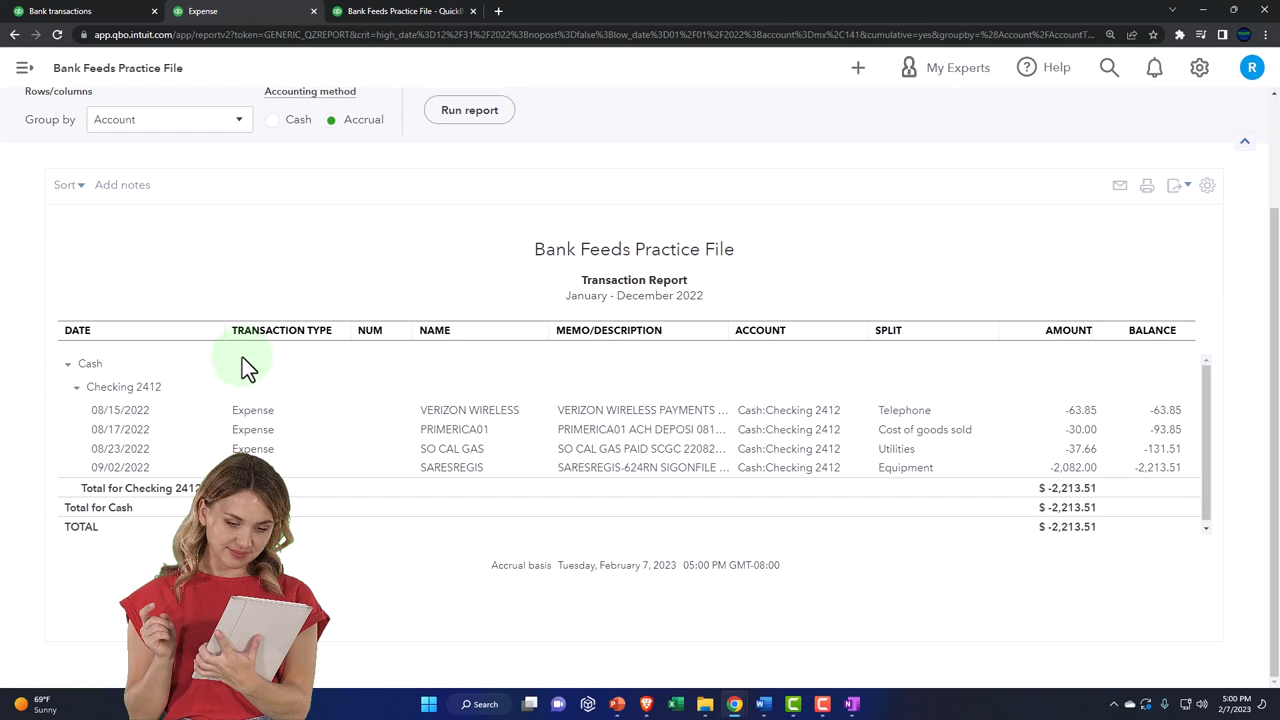 Bank transactions × Expense × Bank Feeds Practice File - QuickB ×
app.qbo.intuit.com/app/reportv2?token=GENERIC_QZREPORT&crit=high_date%3D12%2F31%2F2022%3Bnopost%3Dfalse%3Blow_date%3D01%2F01%2F2022%3Baccount%3Dmx%3C141&cumulative=yes&groupby=%28Account%2FAccountT...
Bank Feeds Practice File My Experts Help R
Rows/columns Accounting method
Group by Account Cash Accrual Run report
Sort Add notes
Bank Feeds Practice File
Transaction Report
January - December 2022
DATE TRANSACTION TYPE NUM NAME MEMO/DESCRIPTION ACCOUNT SPLIT AMOUNT BALANCE
Cash
Checking 2412
08/15/2022 Expense VERIZON WIRELESS VERIZON WIRELESS PAYMENTS ... Cash:Checking 2412 Telephone -63.85 -63.85
08/17/2022 Expense PRIMERICA01 PRIMERICA01 ACH DEPOSI 081... Cash:Checking 2412 Cost of goods sold -30.00 -93.85
08/23/2022 Expense SO CAL GAS SO CAL GAS PAID SCGC 22082... Cash:Checking 2412 Utilities -37.66 -131.51
09/02/2022 Expense SARESREGIS SARESREGIS-624RN SIGONFILE ... Cash:Checking 2412 Equipment -2,082.00 -2,213.51
Total for Checking 2412 $ -2,213.51
Total for Cash $ -2,213.51
TOTAL $ -2,213.51
Accrual basis Tuesday, February 7, 2023 05:00 PM GMT-08:00
69°F
Sunny
Search
5:00 PM
2/7/2023